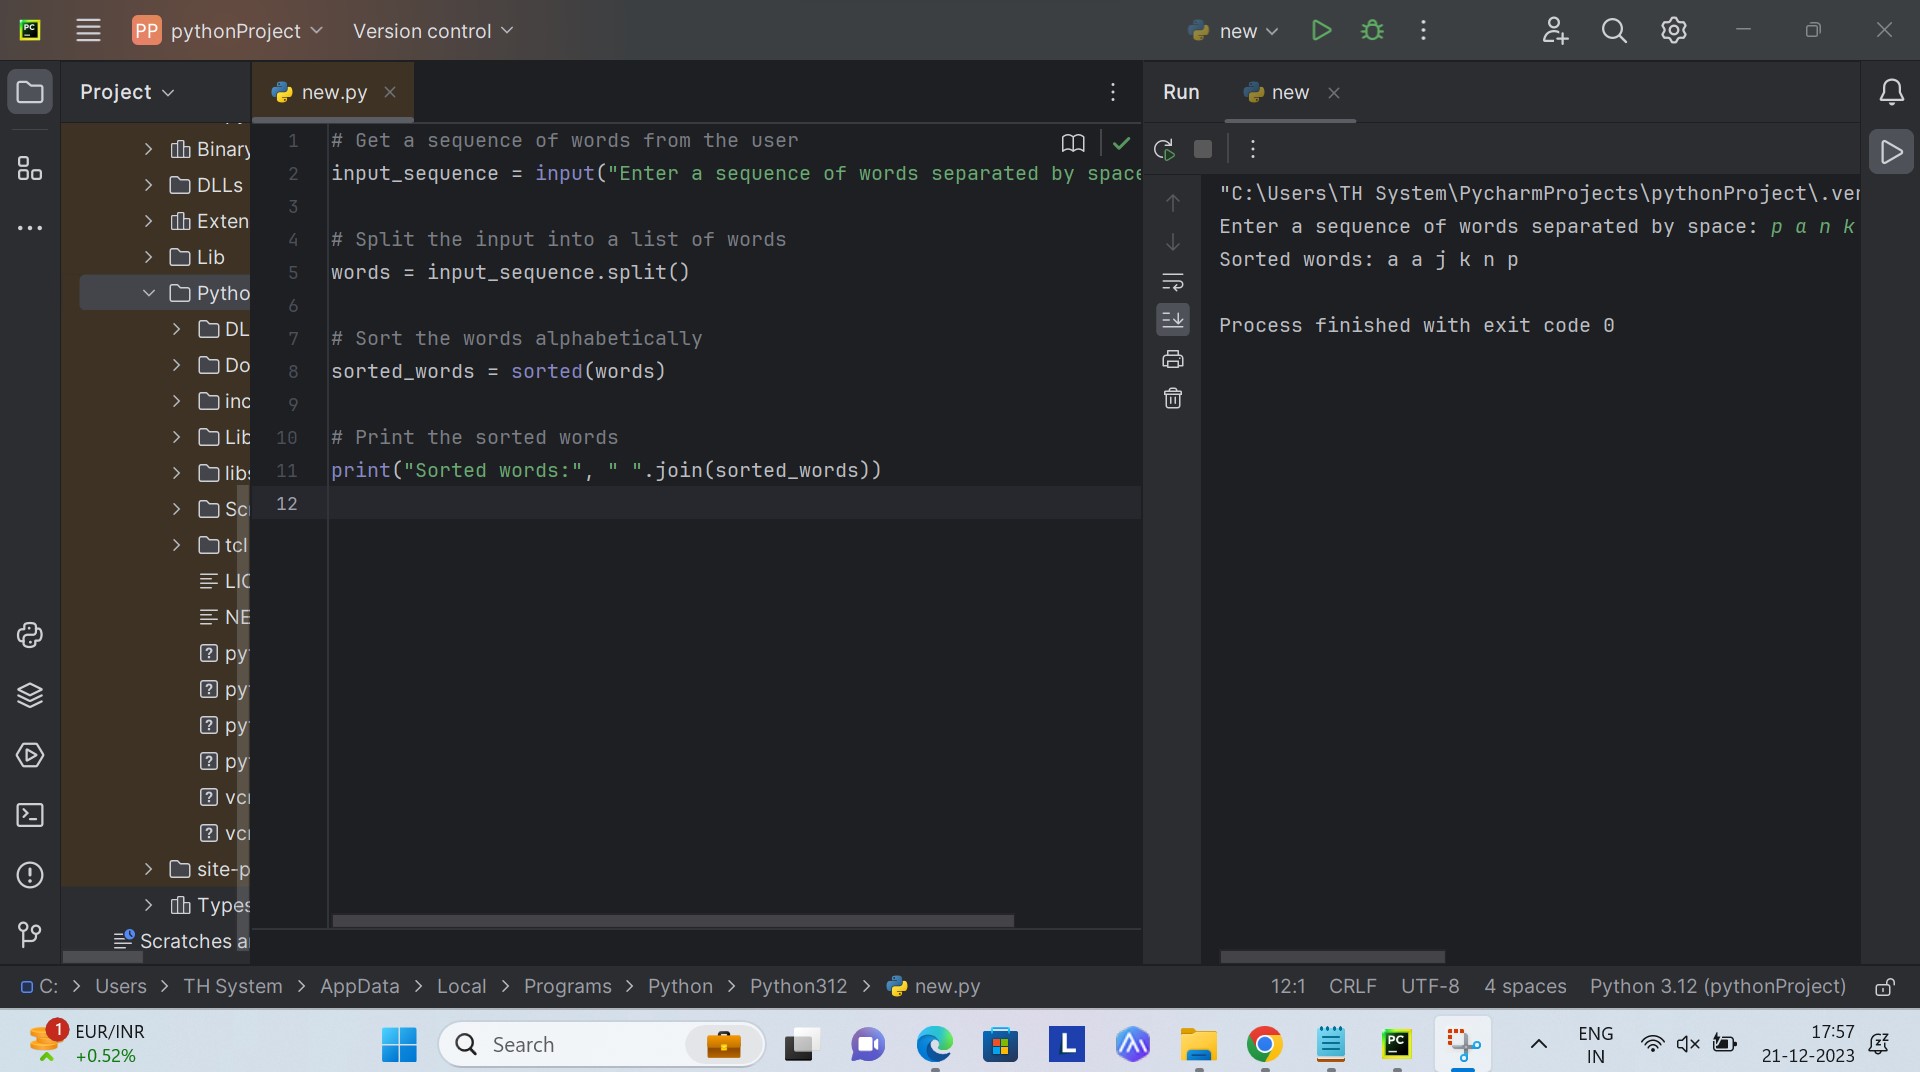 PC
PP pythonProject
Version control
new
Project
new.py
Run
new
Binary
DLLs
Exten
Lib
Pytho
DL
Do
inc
Lib
libs
Sc
tcl
LIC
NE
py
py
py
py
vc
vc
site-p
Types
Scratches a
1 # Get a sequence of words from the user
2 input_sequence = input("Enter a sequence of words separated by space
3
4 # Split the input into a list of words
5 words = input_sequence.split()
6
7 # Sort the words alphabetically
8 sorted_words = sorted(words)
9
10 # Print the sorted words
11 print("Sorted words:", " ".join(sorted_words))
12
"C:\Users\TH System\PycharmProjects\pythonProject\.ver
Enter a sequence of words separated by space: p a n k
Sorted words: a a j k n p
Process finished with exit code 0
C: > Users > TH System > AppData > Local > Programs > Python > Python312 > new.py
12:1 CRLF UTF-8 4 spaces Python 3.12 (pythonProject)
1
EUR/INR
+0.52%
Search
L
PC
ENG
IN
17:57
21-12-2023